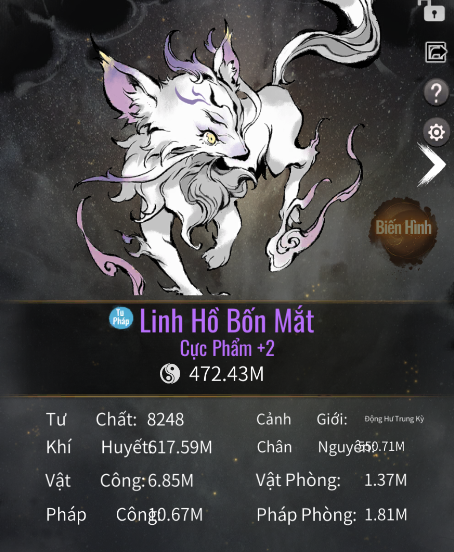 Biến Hình
Tu Pháp
Linh Hồ Bốn Mắt
Cực Phẩm +2
472.43M
Tư Chất: 8248 Cảnh Giới: Động Hư Trung Kỳ
Khí Huyết: 617.59M Chân Nguyên: 550.71M
Vật Công: 6.85M Vật Phòng: 1.37M
Pháp Công: 10.67M Pháp Phòng: 1.81M